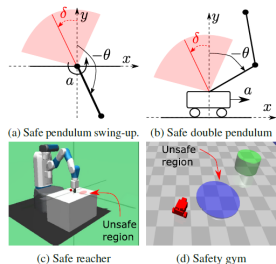 y
δ
−θ
x
a
(a) Safe pendulum swing-up.
y
δ
−θ
a
x
(b) Safe double pendulum
Unsafe
region
(c) Safe reacher
Unsafe
region
(d) Safety gym